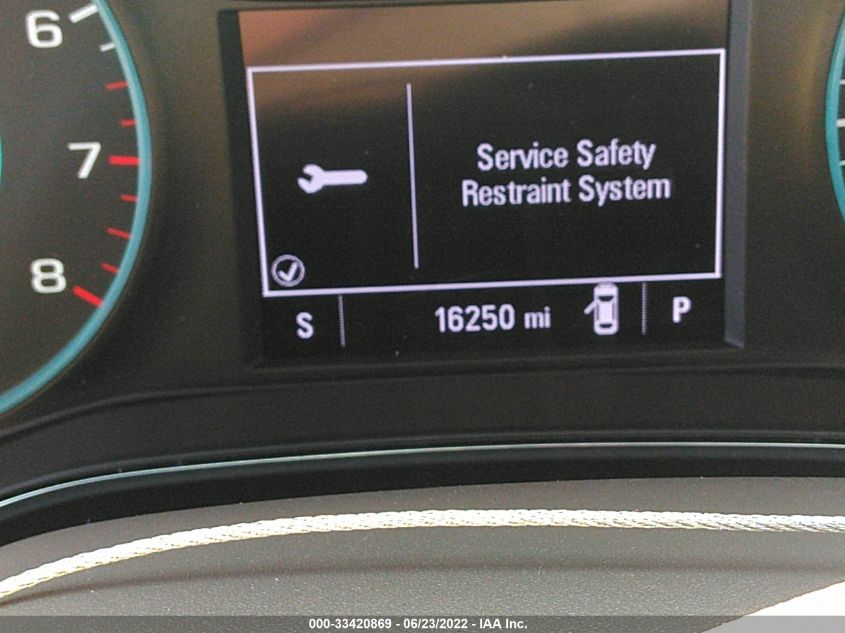 6
7
8
Service Safety
Restraint System
S 16250 mi P
000-33420869 - 06/23/2022 - IAA Inc.